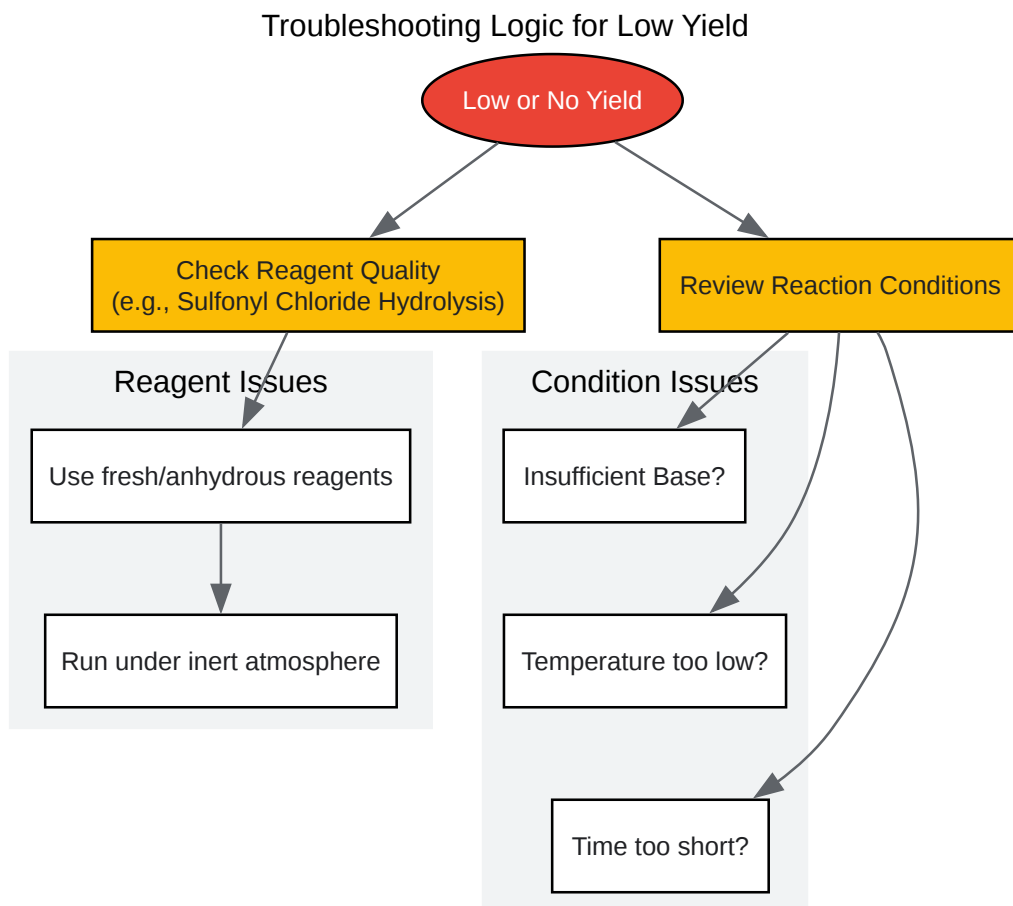 Troubleshooting Logic for Low Yield
Low or No Yield
Check Reagent Quality
(e.g., Sulfonyl Chloride Hydrolysis)
Review Reaction Conditions
Reagent Issues
Use fresh/anhydrous reagents
Run under inert atmosphere
Condition Issues
Insufficient Base?
Temperature too low?
Time too short?